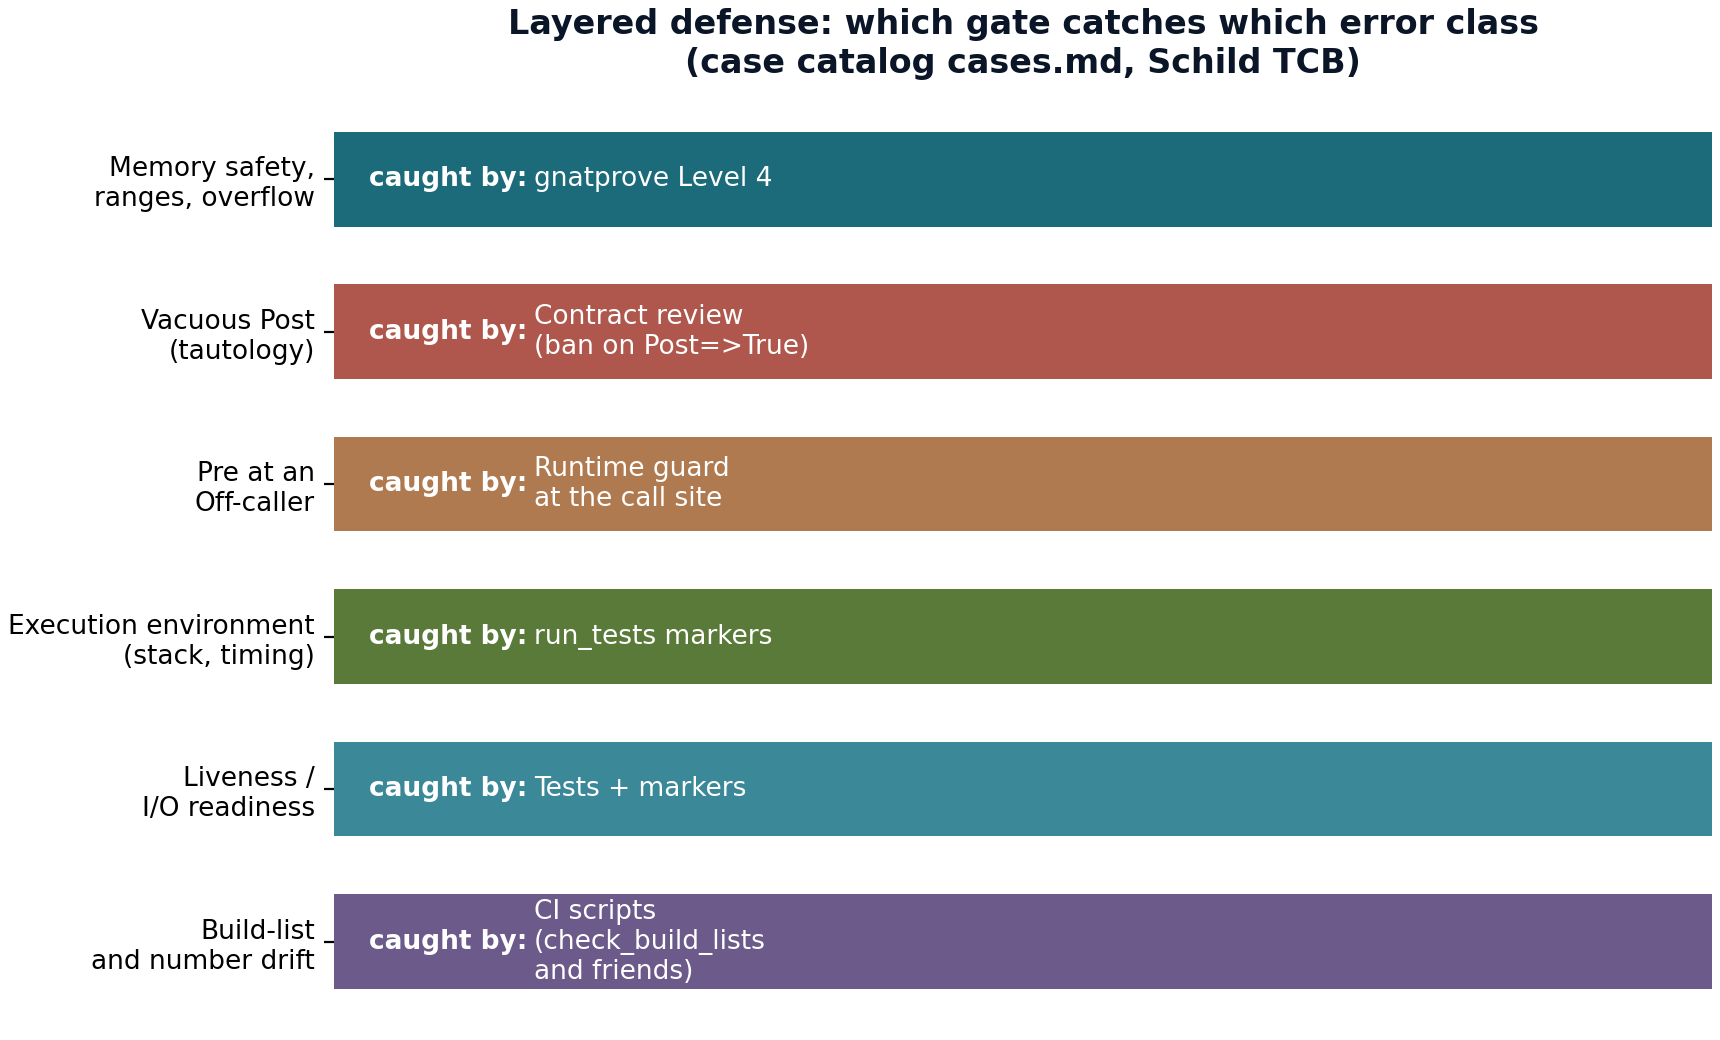 Layered defense: which gate catches which error class
(case catalog cases.md, Schild TCB)
Memory safety,
ranges, overflow
caught by: gnatprove Level 4
Vacuous Post
(tautology)
caught by: Contract review
(ban on Post=>True)
Pre at an
Off-caller
caught by: Runtime guard
at the call site
Execution environment
(stack, timing)
caught by: run_tests markers
Liveness /
I/O readiness
caught by: Tests + markers
Build-list
and number drift
caught by: CI scripts
(check_build_lists
and friends)